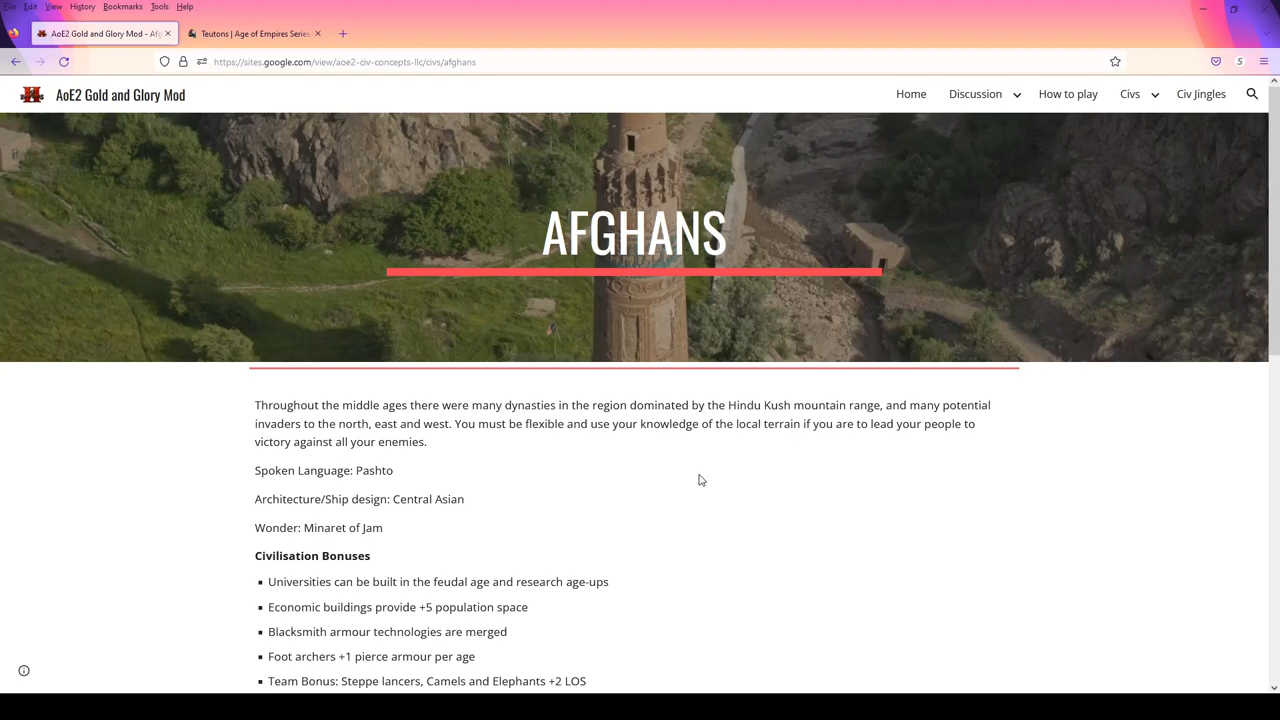 File Edit View History Bookmarks Tools Help
AoE2 Gold and Glory Mod - Afg
Teutons | Age of Empires Series
https://sites.google.com/view/aoe2-civ-concepts-llc/civs/afghans
AoE2 Gold and Glory Mod
Home Discussion How to play Civs Civ Jingles
AFGHANS
Throughout the middle ages there were many dynasties in the region dominated by the Hindu Kush mountain range, and many potential
invaders to the north, east and west. You must be flexible and use your knowledge of the local terrain if you are to lead your people to
victory against all your enemies.
Spoken Language: Pashto
Architecture/Ship design: Central Asian
Wonder: Minaret of Jam
Civilisation Bonuses
▪ Universities can be built in the feudal age and research age-ups
▪ Economic buildings provide +5 population space
▪ Blacksmith armour technologies are merged
▪ Foot archers +1 pierce armour per age
▪ Team Bonus: Steppe lancers, Camels and Elephants +2 LOS